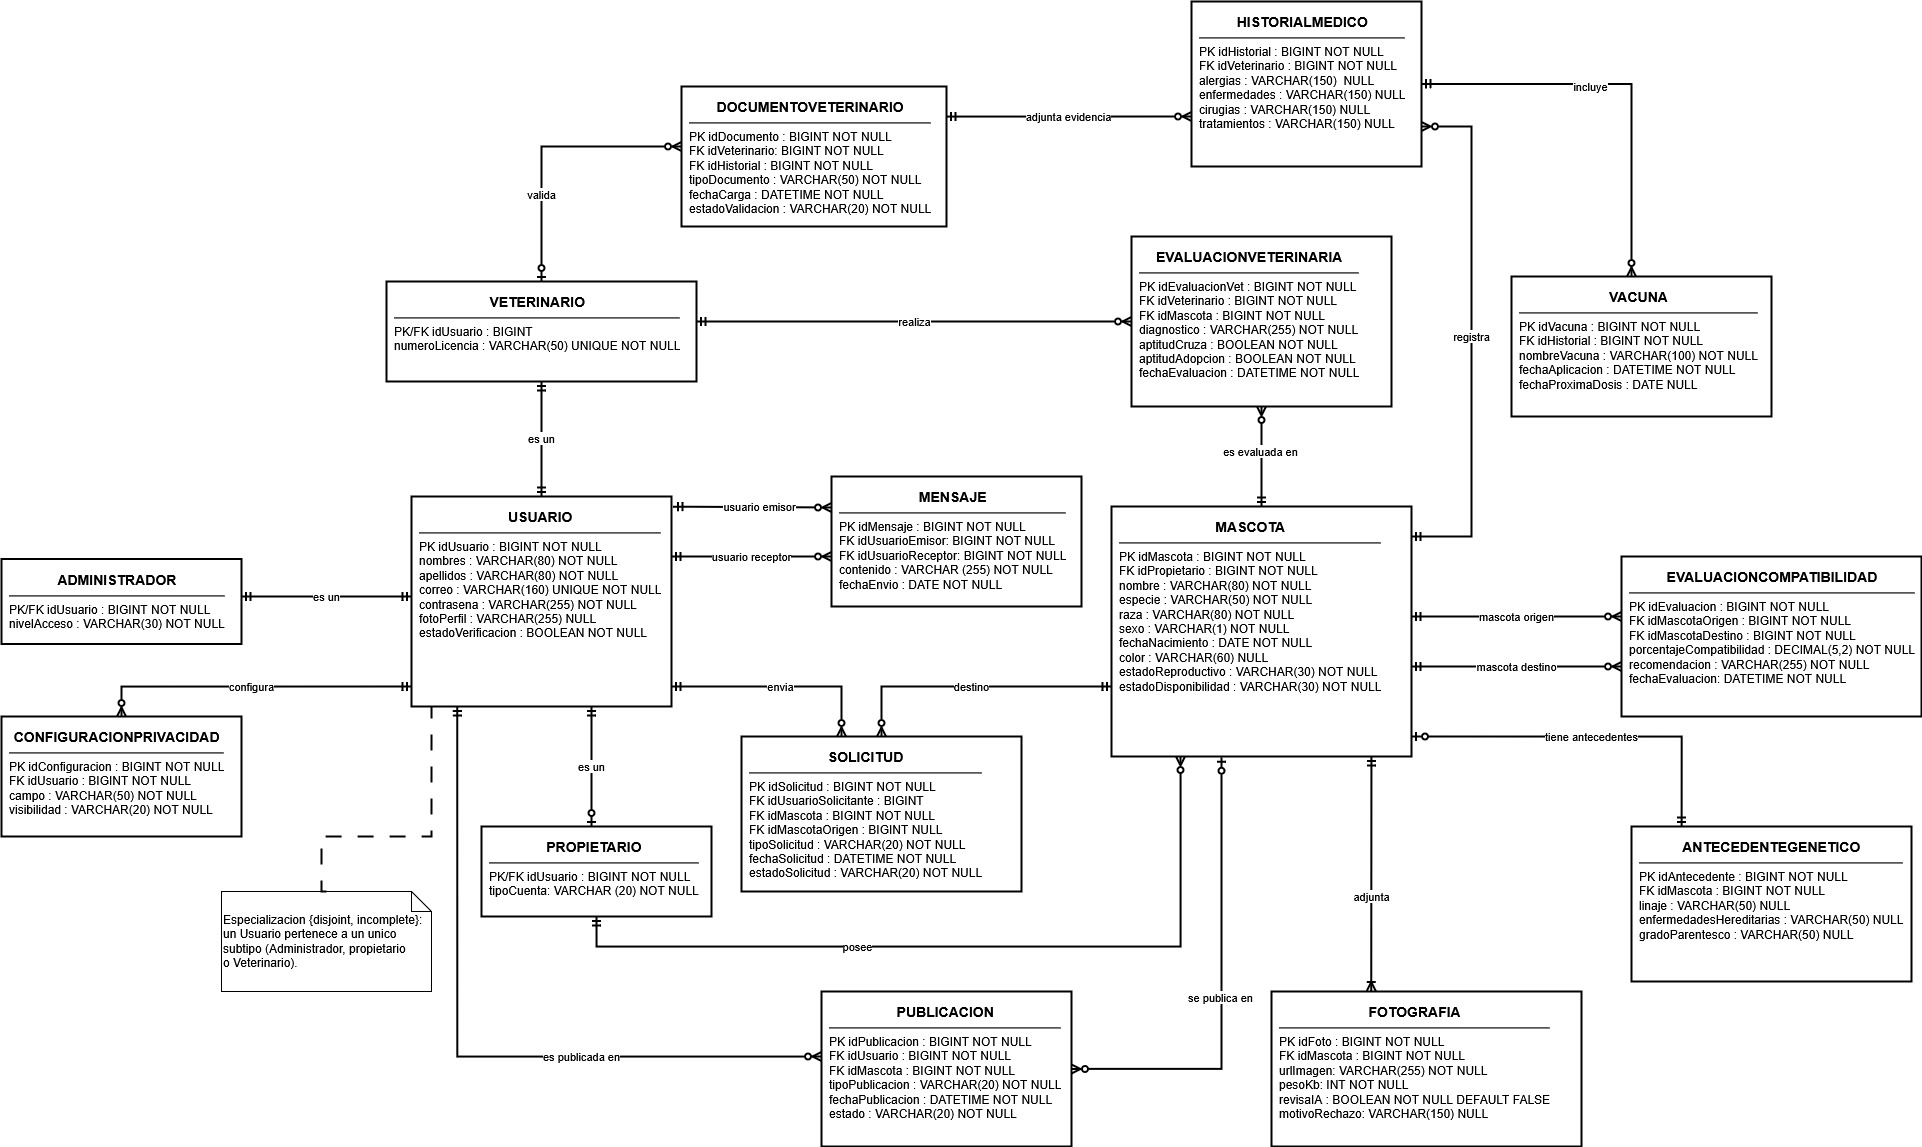 HISTORIALMEDICO
PK idHistorial : BIGINT NOT NULL
FK idVeterinario : BIGINT NOT NULL
alergias : VARCHAR(150)  NULL
enfermedades : VARCHAR(150) NULL
cirugias : VARCHAR(150) NULL
tratamientos : VARCHAR(150) NULL
incluye
DOCUMENTOVETERINARIO
PK idDocumento : BIGINT NOT NULL
FK idVeterinario: BIGINT NOT NULL
FK idHistorial : BIGINT NOT NULL
tipoDocumento : VARCHAR(50) NOT NULL
fechaCarga : DATETIME NOT NULL
estadoValidacion : VARCHAR(20) NOT NULL
adjunta evidencia
valida
EVALUACIONVETERINARIA
PK idEvaluacionVet : BIGINT NOT NULL
FK idVeterinario : BIGINT NOT NULL
FK idMascota : BIGINT NOT NULL
diagnostico : VARCHAR(255) NOT NULL
aptitudCruza : BOOLEAN NOT NULL
aptitudAdopcion : BOOLEAN NOT NULL
fechaEvaluacion : DATETIME NOT NULL
VETERINARIO
PK/FK idUsuario : BIGINT
numeroLicencia : VARCHAR(50) UNIQUE NOT NULL
realiza
registra
VACUNA
PK idVacuna : BIGINT NOT NULL
FK idHistorial : BIGINT NOT NULL
nombreVacuna : VARCHAR(100) NOT NULL
fechaAplicacion : DATETIME NOT NULL
fechaProximaDosis : DATE NULL
es un
es evaluada en
USUARIO
PK idUsuario : BIGINT NOT NULL
nombres : VARCHAR(80) NOT NULL
apellidos : VARCHAR(80) NOT NULL
correo : VARCHAR(160) UNIQUE NOT NULL
contrasena : VARCHAR(255) NOT NULL
fotoPerfil : VARCHAR(255) NULL
estadoVerificacion : BOOLEAN NOT NULL
usuario emisor
usuario receptor
MENSAJE
PK idMensaje : BIGINT NOT NULL
FK idUsuarioEmisor: BIGINT NOT NULL
FK idUsuarioReceptor: BIGINT NOT NULL
contenido : VARCHAR (255) NOT NULL
fechaEnvio : DATE NOT NULL
MASCOTA
PK idMascota : BIGINT NOT NULL
FK idPropietario : BIGINT NOT NULL
nombre : VARCHAR(80) NOT NULL
especie : VARCHAR(50) NOT NULL
raza : VARCHAR(80) NOT NULL
sexo : VARCHAR(1) NOT NULL
fechaNacimiento : DATE NOT NULL
color : VARCHAR(60) NULL
estadoReproductivo : VARCHAR(30) NOT NULL
estadoDisponibilidad : VARCHAR(30) NOT NULL
ADMINISTRADOR
PK/FK idUsuario : BIGINT NOT NULL
nivelAcceso : VARCHAR(30) NOT NULL
es un
mascota origen
mascota destino
EVALUACIONCOMPATIBILIDAD
PK idEvaluacion : BIGINT NOT NULL
FK idMascotaOrigen : BIGINT NOT NULL
FK idMascotaDestino : BIGINT NOT NULL
porcentajeCompatibilidad : DECIMAL(5,2) NOT NULL
recomendacion : VARCHAR(255) NOT NULL
fechaEvaluacion: DATETIME NOT NULL
configura
envia
destino
CONFIGURACIONPRIVACIDAD
PK idConfiguracion : BIGINT NOT NULL
FK idUsuario : BIGINT NOT NULL
campo : VARCHAR(50) NOT NULL
visibilidad : VARCHAR(20) NOT NULL
es un
SOLICITUD
PK idSolicitud : BIGINT NOT NULL
FK idUsuarioSolicitante : BIGINT
FK idMascota : BIGINT NOT NULL
FK idMascotaOrigen : BIGINT NULL
tipoSolicitud : VARCHAR(20) NOT NULL
fechaSolicitud : DATETIME NOT NULL
estadoSolicitud : VARCHAR(20) NOT NULL
tiene antecedentes
PROPIETARIO
PK/FK idUsuario : BIGINT NOT NULL
tipoCuenta: VARCHAR (20) NOT NULL
ANTECEDENTEGENETICO
PK idAntecedente : BIGINT NOT NULL
FK idMascota : BIGINT NOT NULL
linaje : VARCHAR(50) NULL
enfermedadesHereditarias : VARCHAR(50) NULL
gradoParentesco : VARCHAR(50) NULL
adjunta
Especializacion {disjoint, incomplete}:
un Usuario pertenece a un unico
subtipo (Administrador, propietario
o Veterinario).
posee
se publica en
es publicada en
PUBLICACION
PK idPublicacion : BIGINT NOT NULL
FK idUsuario : BIGINT NOT NULL
FK idMascota : BIGINT NOT NULL
tipoPublicacion : VARCHAR(20) NOT NULL
fechaPublicacion : DATETIME NOT NULL
estado : VARCHAR(20) NOT NULL
FOTOGRAFIA
PK idFoto : BIGINT NOT NULL
FK idMascota : BIGINT NOT NULL
urlImagen: VARCHAR(255) NOT NULL
pesoKb: INT NOT NULL
revisaIA : BOOLEAN NOT NULL DEFAULT FALSE
motivoRechazo: VARCHAR(150) NULL